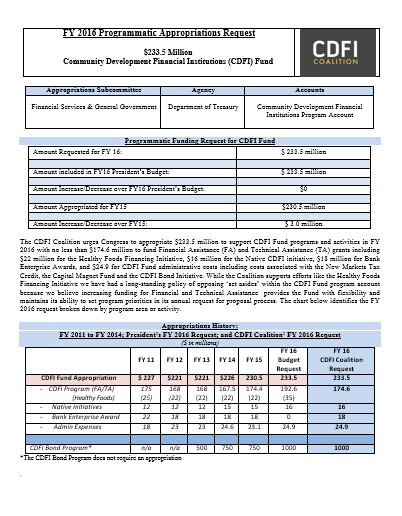 FY 2016 Programmatic Appropriations Request
$233.5 Million
Community Development Financial Institutions (CDFI) Fund
CDFI
COALITION
Appropriations Subcommittee Agency Accounts
Financial Services & General Government Department of Treasury Community Development Financial
Institutions Program Account
Programmatic Funding Request for CDFI Fund
Amount Requested for FY 16: $ 233.5 million
Amount included in FY16 President's Budget: $ 233.5 million
Amount Increase/Decrease over FY16 President's Budget: $0
Amount Appropriated for FY15 $230.5 million
Amount Increase/Decrease over FY15: $ 3.0 million
The CDFI Coalition urges Congress to appropriate $233.5 million to support CDFI Fund programs and activities in FY
2016 with no less than $174.6 million to fund Financial Assistance (FA) and Technical Assistance (TA) grants including
$22 million for the Healthy Foods Financing Initiative, $16 million for the Native CDFI initiative, $18 million for Bank
Enterprise Awards, and $24.9 for CDFI Fund administrative costs including costs associated with the New Markets Tax
Credit, the Capital Magnet Fund and the CDFI Bond Initiative. While the Coalition supports efforts like the Healthy Foods
Financing Initiative we have had a long-standing policy of opposing 'set asides' within the CDFI Fund program account
because we believe increasing funding for Financial and Technical Assistance provides the Fund with flexibility and
maintains its ability to set program priorities in its annual request for proposal process. The chart below identifies the FY
2016 request broken down by program area or activity.
Appropriations History:
FY 2011 to FY 2014; President's FY 2016 Request; and CDFI Coalition' FY 2016 Request
($ in millions)
FY 11 FY 12 FY 13 FY 14 FY 15 FY 16 Budget Request FY 16 CDFI Coalition Request
CDFI Fund Appropriation $ 227 $221 $221 $226 230.5 233.5 233.5
- CDFI Program (FA/TA) 175 168 168 167.5 174.4 192.6 174.6
(Healthy Foods) (25) (22) (22) (22) (22) (35)
- Native Initiatives 12 12 12 15 15 16 16
- Bank Enterprise Award 22 18 18 18 18 0 18
- Admin Expenses 18 23 23 24.6 23.1 24.9 24.9
CDFI Bond Program* n/a n/a 500 750 750 1000 1000
*The CDFI Bond Program does not require an appropriation
.